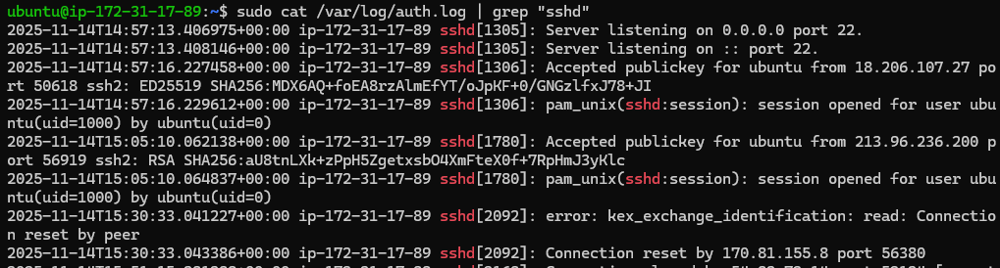 ubuntu@ip-172-31-17-89:~$ sudo cat /var/log/auth.log | grep "sshd"
2025-11-14T14:57:13.406975+00:00 ip-172-31-17-89 sshd[1305]: Server listening on 0.0.0.0 port 22.
2025-11-14T14:57:13.408146+00:00 ip-172-31-17-89 sshd[1305]: Server listening on :: port 22.
2025-11-14T14:57:16.227458+00:00 ip-172-31-17-89 sshd[1306]: Accepted publickey for ubuntu from 18.206.107.27 po
rt 50618 ssh2: ED25519 SHA256:MDX6AQ+foEA8rzAlmEfYT/oJpKF+0/GNGzlfxJ78+JI
2025-11-14T14:57:16.229612+00:00 ip-172-31-17-89 sshd[1306]: pam_unix(sshd:session): session opened for user ubu
ntu(uid=1000) by ubuntu(uid=0)
2025-11-14T15:05:10.062138+00:00 ip-172-31-17-89 sshd[1780]: Accepted publickey for ubuntu from 213.96.236.200 p
ort 56919 ssh2: RSA SHA256:aU8tnLXk+zPpH5ZgetxsbO4XmFteX0f+7RpHmJ3yKlc
2025-11-14T15:05:10.064837+00:00 ip-172-31-17-89 sshd[1780]: pam_unix(sshd:session): session opened for user ubu
ntu(uid=1000) by ubuntu(uid=0)
2025-11-14T15:30:33.041227+00:00 ip-172-31-17-89 sshd[2092]: error: kex_exchange_identification: read: Connectio
n reset by peer
2025-11-14T15:30:33.043386+00:00 ip-172-31-17-89 sshd[2092]: Connection reset by 170.81.155.8 port 56380